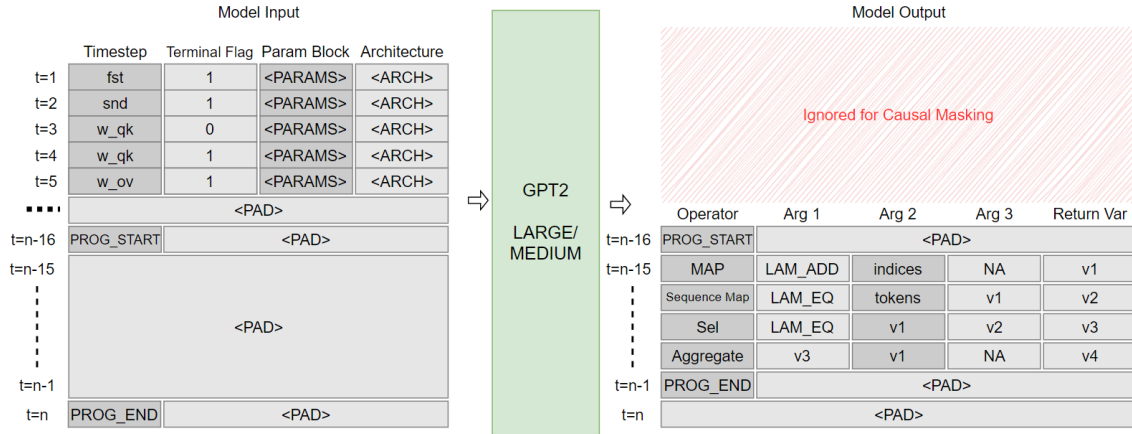 Model Input
Timestep Terminal Flag Param Block Architecture
t=1 fst 1 <PARAMS> <ARCH>
t=2 snd 1 <PARAMS> <ARCH>
t=3 w_qk 0 <PARAMS> <ARCH>
t=4 w_qk 1 <PARAMS> <ARCH>
t=5 w_ov 1 <PARAMS> <ARCH>
<PAD>
t=n-16 PROG_START <PAD>
t=n-15
<PAD>
t=n-1
t=n PROG_END <PAD>
GPT2
LARGE/
MEDIUM
Model Output
Ignored for Causal Masking
Operator Arg 1 Arg 2 Arg 3 Return Var
t=n-16 PROG_START <PAD>
t=n-15 MAP LAM_ADD indices NA v1
Sequence Map LAM_EQ tokens v1 v2
Sel LAM_EQ v1 v2 v3
Aggregate v3 v1 NA v4
t=n-1 PROG_END <PAD>
t=n <PAD>